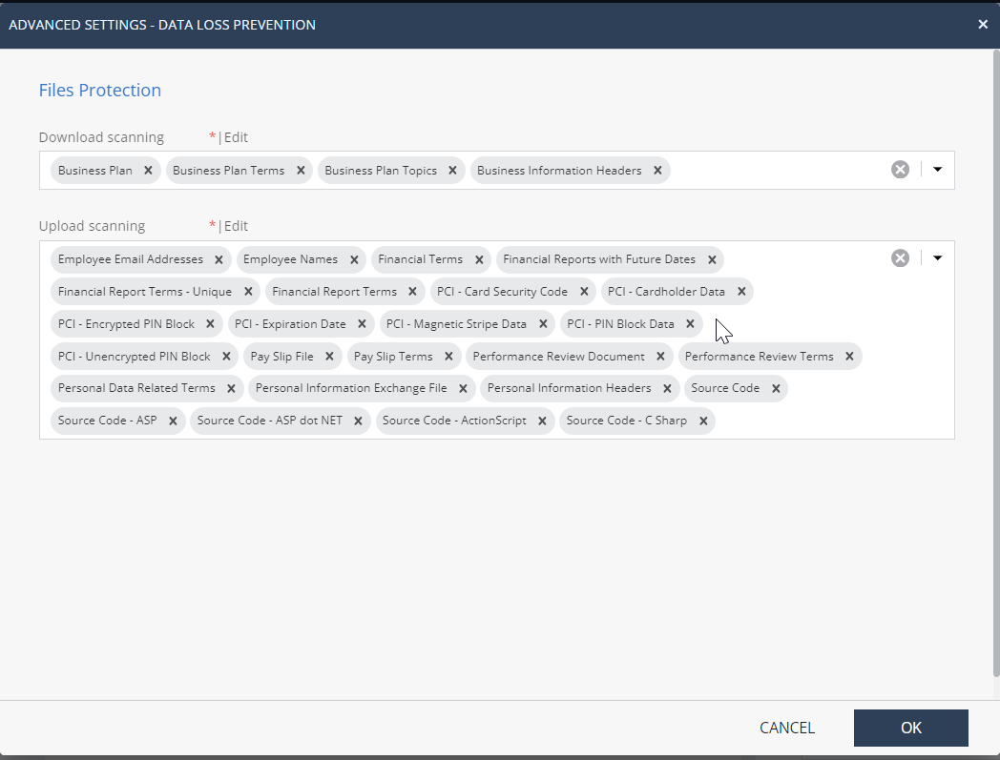 ADVANCED SETTINGS - DATA LOSS PREVENTION
Files Protection
Download scanning *|Edit
Business Plan Business Plan Terms Business Plan Topics Business Information Headers
Upload scanning *|Edit
Employee Email Addresses Employee Names Financial Terms Financial Reports with Future Dates
Financial Report Terms - Unique Financial Report Terms PCI - Card Security Code PCI - Cardholder Data
PCI - Encrypted PIN Block PCI - Expiration Date PCI - Magnetic Stripe Data PCI - PIN Block Data
PCI - Unencrypted PIN Block Pay Slip File Pay Slip Terms Performance Review Document Performance Review Terms
Personal Data Related Terms Personal Information Exchange File Personal Information Headers Source Code
Source Code - ASP Source Code - ASP dot NET Source Code - ActionScript Source Code - C Sharp
CANCEL OK